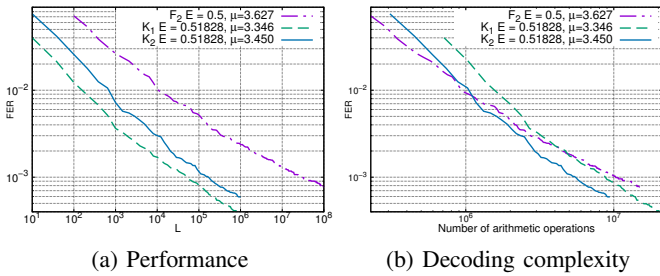 F₂ E = 0.5, μ=3.627
K₁ E = 0.51828, μ=3.346
K₂ E = 0.51828, μ=3.450
10⁻²
10⁻³
FER
10¹ 10² 10³ 10⁴ 10⁵ 10⁶ 10⁷ 10⁸
L
(a) Performance
F₂ E = 0.5, μ=3.627
K₁ E = 0.51828, μ=3.346
K₂ E = 0.51828, μ=3.450
10⁻²
10⁻³
FER
10⁶ 10⁷
Number of arithmetic operations
(b) Decoding complexity